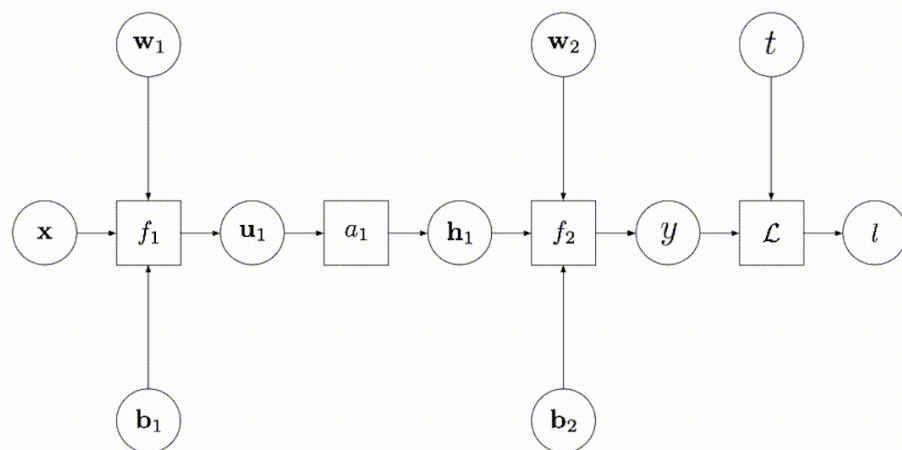 w₁ w₂ t
x f₁ u₁ a₁ h₁ f₂ y ℒ l
b₁ b₂